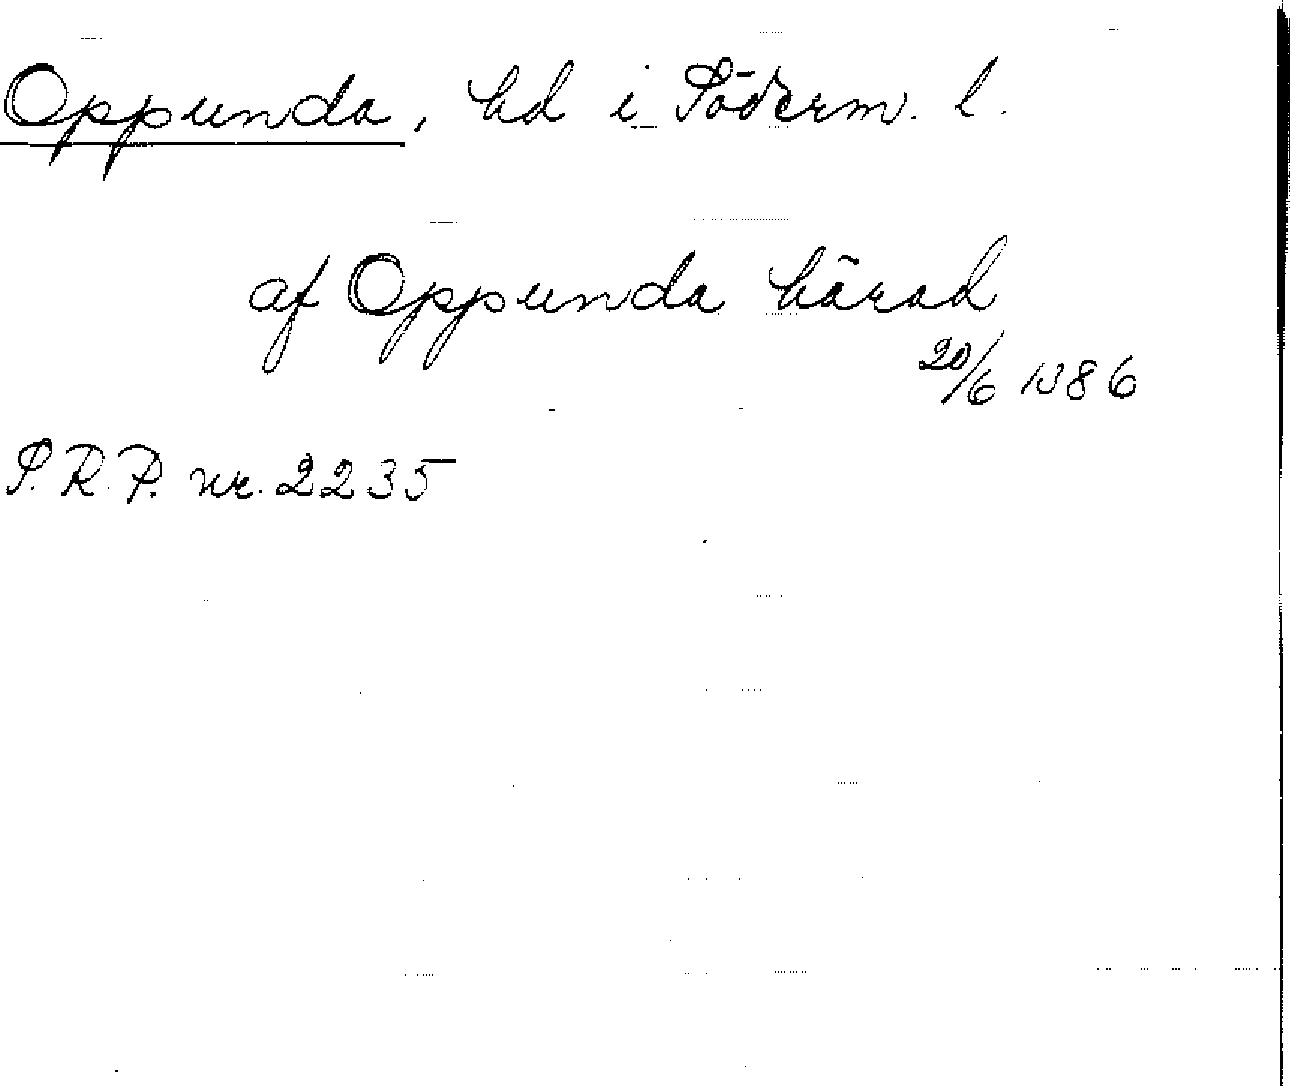 Oppunda, hd i Söderm. l.
af Oppunda härad
20/6 1386
S.R.P. nr. 2235